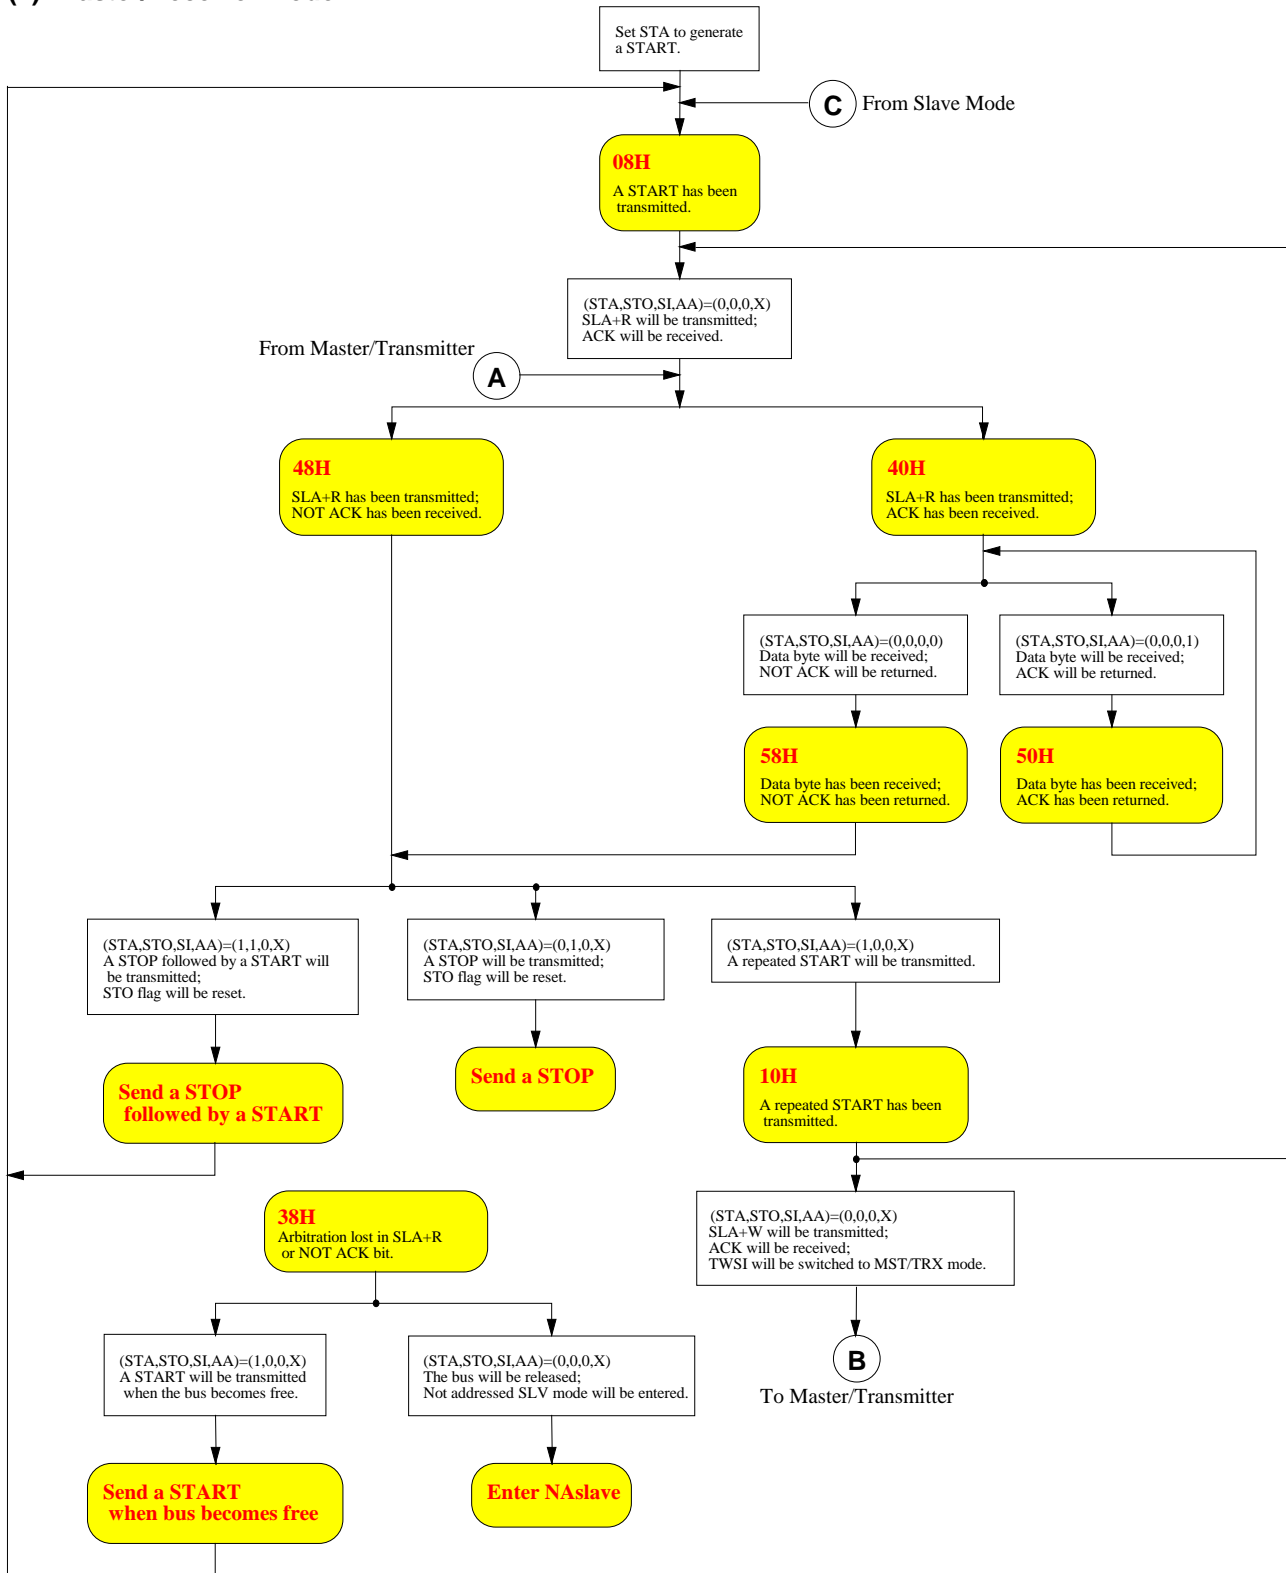 Set STA to generate
a START.
C From Slave Mode
08H
A START has been
transmitted.
(STA,STO,SI,AA)=(0,0,0,X)
SLA+R will be transmitted;
ACK will be received.
From Master/Transmitter
A
48H
SLA+R has been transmitted;
NOT ACK has been received.
40H
SLA+R has been transmitted;
ACK has been received.
(STA,STO,SI,AA)=(0,0,0,0)
Data byte will be received;
NOT ACK will be returned.
(STA,STO,SI,AA)=(0,0,0,1)
Data byte will be received;
ACK will be returned.
58H
Data byte has been received;
NOT ACK has been returned.
50H
Data byte has been received;
ACK has been returned.
(STA,STO,SI,AA)=(1,1,0,X)
A STOP followed by a START will
be transmitted;
STO flag will be reset.
(STA,STO,SI,AA)=(0,1,0,X)
A STOP will be transmitted;
STO flag will be reset.
(STA,STO,SI,AA)=(1,0,0,X)
A repeated START will be transmitted.
Send a STOP
followed by a START
Send a STOP
10H
A repeated START has been
transmitted.
38H
Arbitration lost in SLA+R
or NOT ACK bit.
(STA,STO,SI,AA)=(0,0,0,X)
SLA+W will be transmitted;
ACK will be received;
TWSI will be switched to MST/TRX mode.
(STA,STO,SI,AA)=(1,0,0,X)
A START will be transmitted
when the bus becomes free.
(STA,STO,SI,AA)=(0,0,0,X)
The bus will be released;
Not addressed SLV mode will be entered.
B
To Master/Transmitter
Send a START
when bus becomes free
Enter NAslave